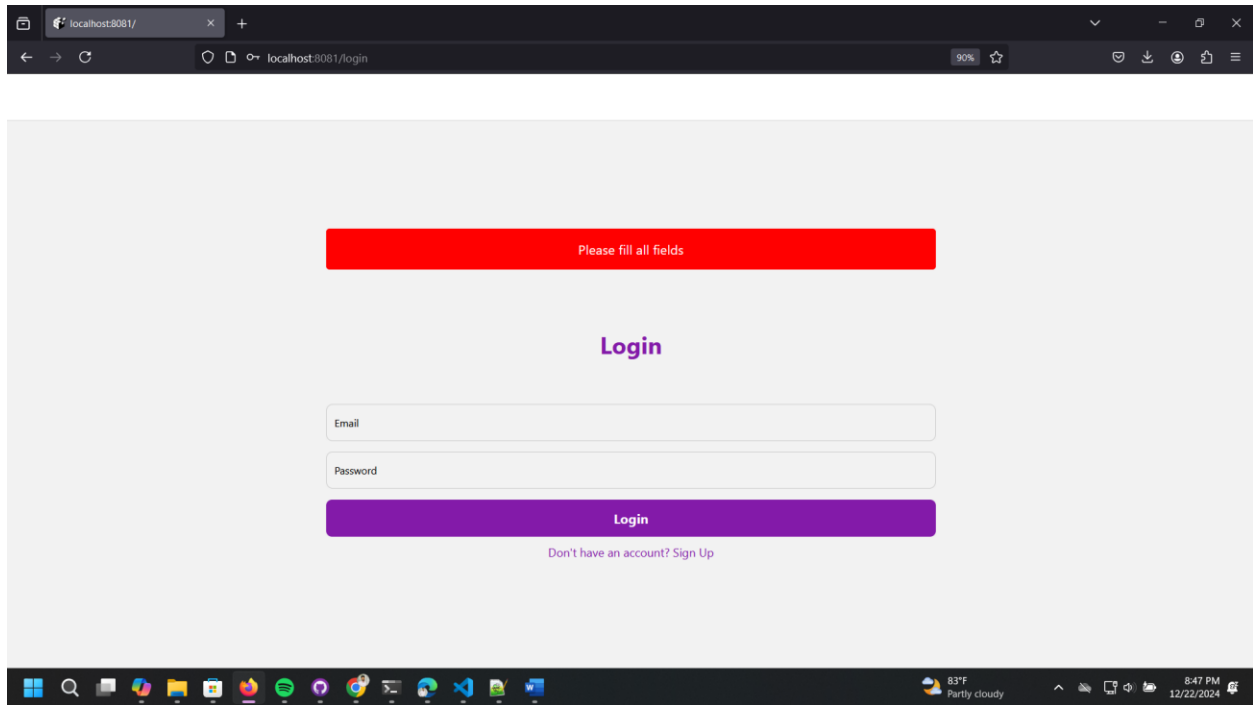 localhost:8081/
localhost:8081/login
90%
Please fill all fields
Login
Email
Password
Login
Don't have an account? Sign Up
83°F
Partly cloudy
8:47 PM
12/22/2024